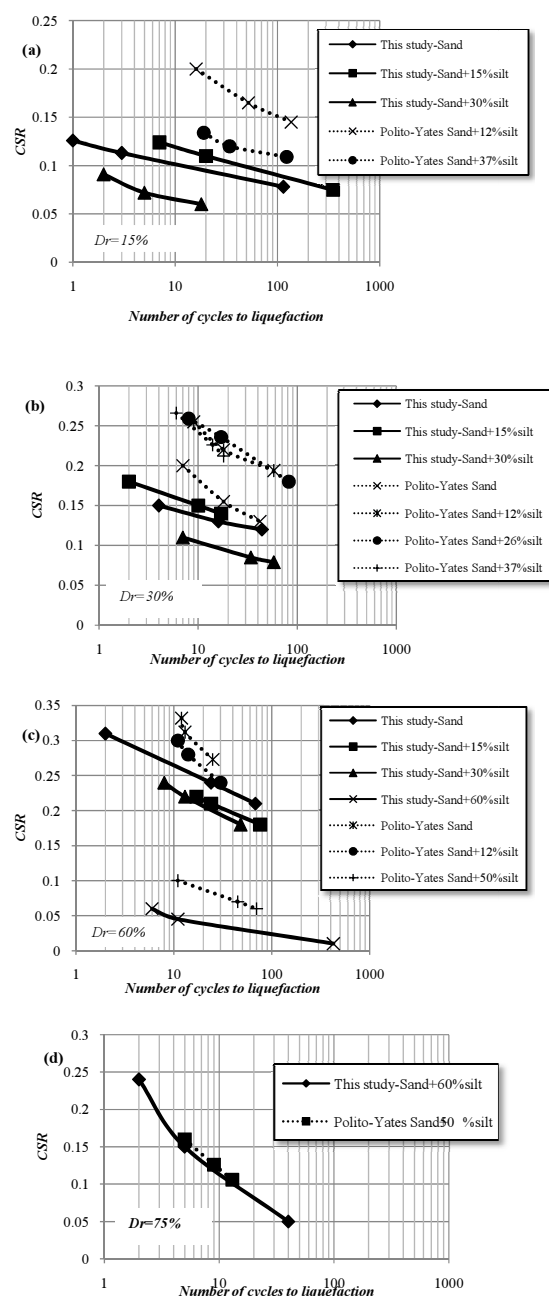 (a)
0.25
0.2
0.15
0.1
0.05
0
CSR
Dr=15%
1 10 100 1000
Number of cycles to liquefaction
This study-Sand
This study-Sand+15%silt
This study-Sand+30%silt
Polito-Yates Sand+12%silt
Polito-Yates Sand+37%silt
(b)
0.3
0.25
0.2
0.15
0.1
0.05
0
CSR
Dr=30%
1 10 100 1000
Number of cycles to liquefaction
This study-Sand
This study-Sand+15%silt
This study-Sand+30%silt
Polito-Yates Sand
Polito-Yates Sand+12%silt
Polito-Yates Sand+26%silt
Polito-Yates Sand+37%silt
(c)
0.35
0.3
0.25
0.2
0.15
0.1
0.05
0
CSR
Dr=60%
1 10 100 1000
Number of cycles to liquefaction
This study-Sand
This study-Sand+15%silt
This study-Sand+30%silt
This study-Sand+60%silt
Polito-Yates Sand
Polito-Yates Sand+12%silt
Polito-Yates Sand+50%silt
(d)
0.3
0.25
0.2
0.15
0.1
0.05
0
CSR
Dr=75%
1 10 100 1000
Number of cycles to liquefaction
This study-Sand+60%silt
Polito-Yates Sand+50 %silt